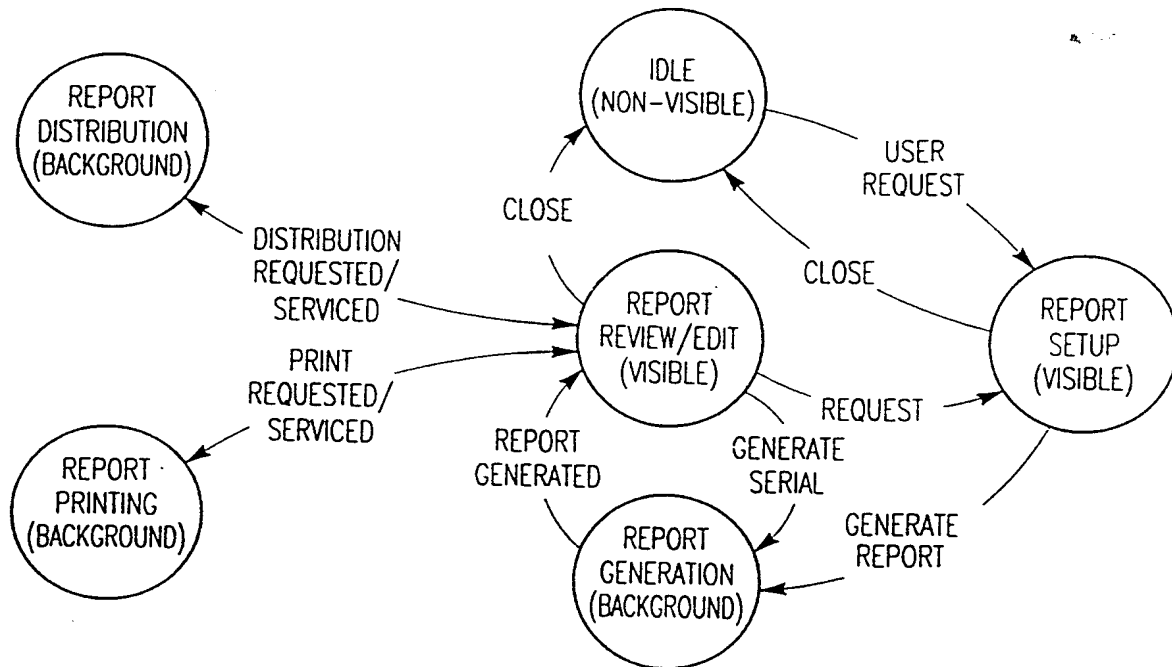 REPORT
DISTRIBUTION
(BACKGROUND)
IDLE
(NON-VISIBLE)
USER
REQUEST
CLOSE
DISTRIBUTION
REQUESTED/
SERVICED
CLOSE
REPORT
REVIEW/EDIT
(VISIBLE)
REPORT
SETUP
(VISIBLE)
PRINT
REQUESTED/
SERVICED
REQUEST
REPORT
GENERATED
GENERATE
SERIAL
REPORT
PRINTING
(BACKGROUND)
GENERATE
REPORT
REPORT
GENERATION
(BACKGROUND)